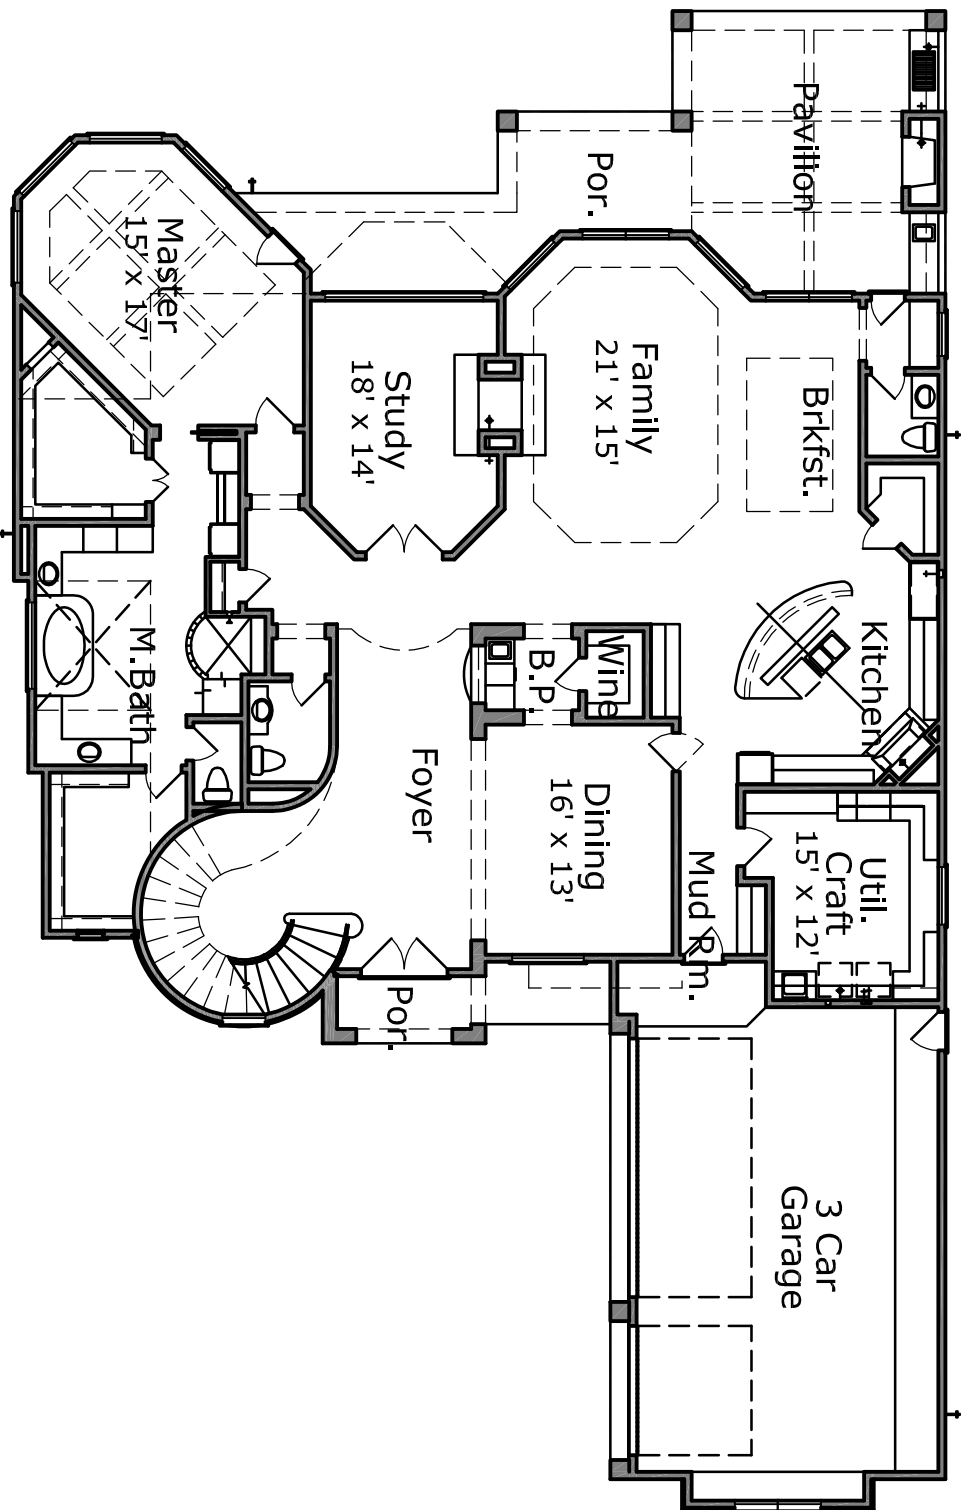 Pavilion
Por.
Master
15' x 17'
Study
18' x 14'
Family
21' x 15'
Brkfst.
Kitchen
Wine
B.P.
M.Bath
Foyer
Dining
16' x 13'
Mud Rm.
Util.
Craft
15' x 12'
Por.
3 Car
Garage